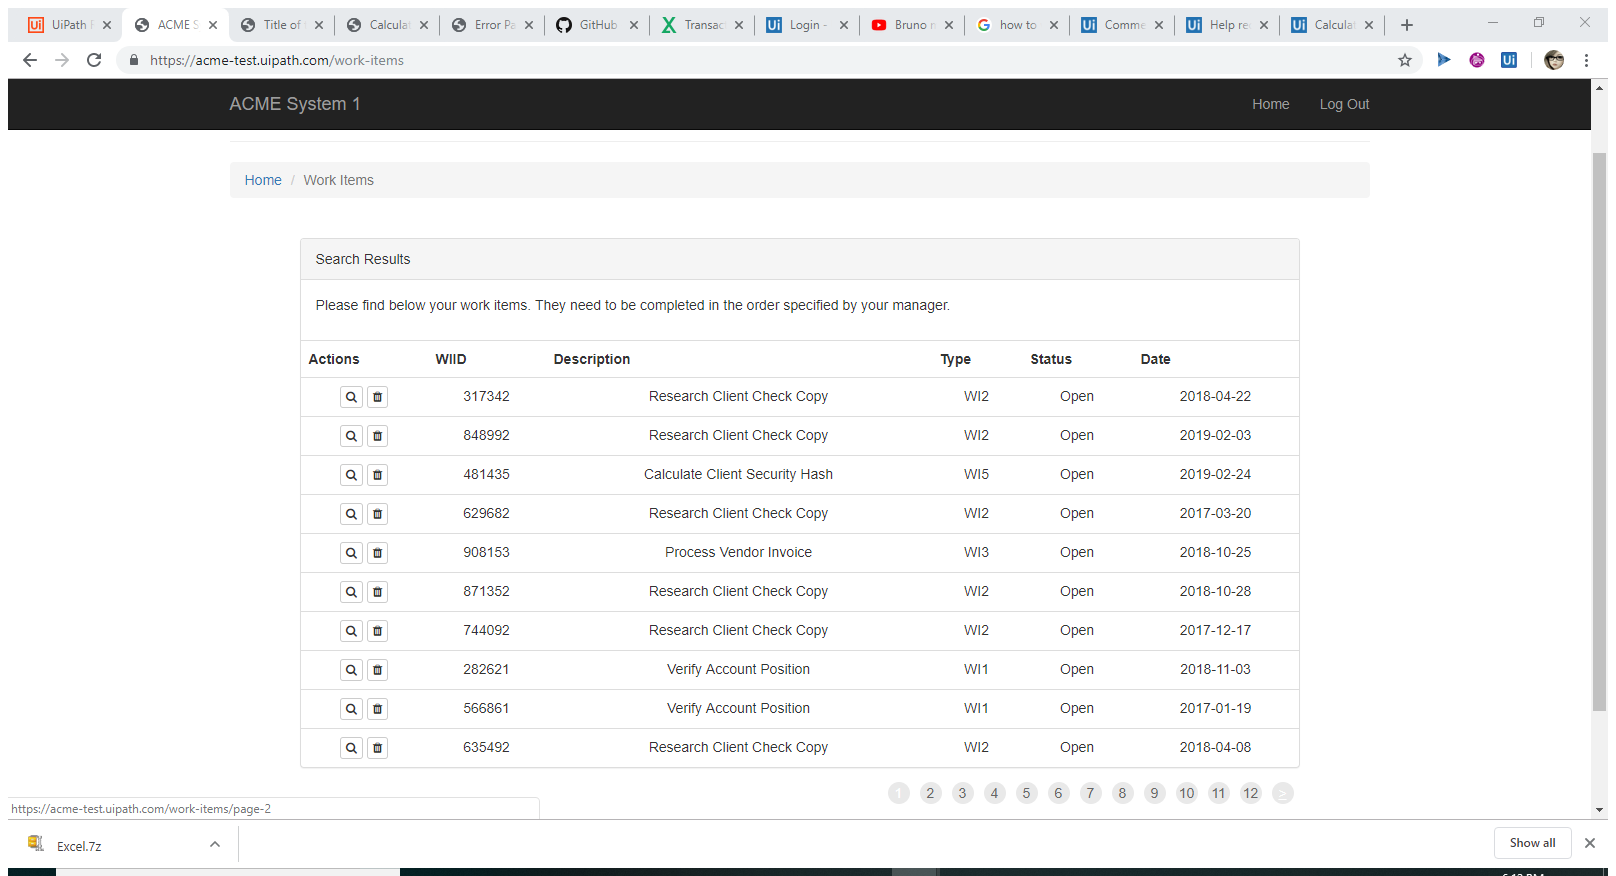 UiPath ACME S Title of Calculat Error Pa GitHub Transac Login - Bruno how to Comme Help re Calculat
https://acme-test.uipath.com/work-items
ACME System 1 Home Log Out
Home / Work Items
Search Results
Please find below your work items. They need to be completed in the order specified by your manager.
Actions WIID Description Type Status Date
317342 Research Client Check Copy WI2 Open 2018-04-22
848992 Research Client Check Copy WI2 Open 2019-02-03
481435 Calculate Client Security Hash WI5 Open 2019-02-24
629682 Research Client Check Copy WI2 Open 2017-03-20
908153 Process Vendor Invoice WI3 Open 2018-10-25
871352 Research Client Check Copy WI2 Open 2018-10-28
744092 Research Client Check Copy WI2 Open 2017-12-17
282621 Verify Account Position WI1 Open 2018-11-03
566861 Verify Account Position WI1 Open 2017-01-19
635492 Research Client Check Copy WI2 Open 2018-04-08
1 2 3 4 5 6 7 8 9 10 11 12 >
https://acme-test.uipath.com/work-items/page-2
Excel.7z Show all